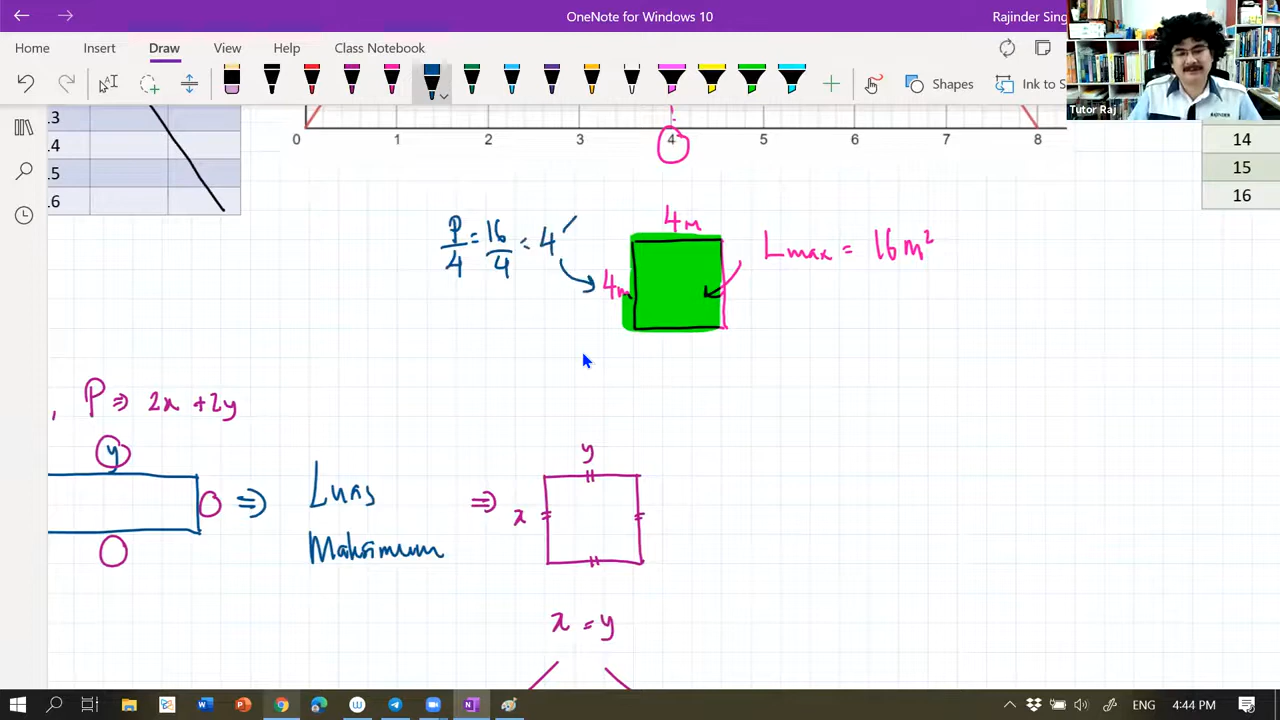 OneNote for Windows 10
Rajinder Sing
Home Insert Draw View Help Class Notebook
Shapes
Ink to S
Tutor Raj
.3
.4
.5
.6
0 1 2 3 4 5 6 7 8
14
15
16
P/4 = 16/4 = 4
4m
4m
Lmax = 16m²
, P ⇒ 2x + 2y
y
⇒ Luas
Maksimum
⇒
y
x
x = y
ENG 4:44 PM